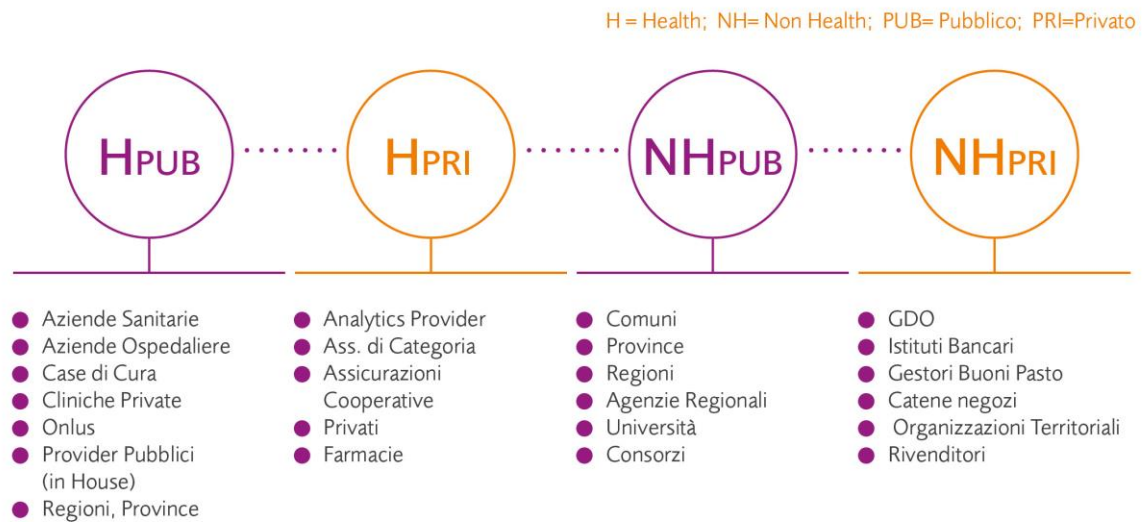 H = Health; NH= Non Health; PUB= Pubblico; PRI=Privato
HPUB
HPRI
NHPUB
NHPRI
Aziende Sanitarie
Aziende Ospedaliere
Case di Cura
Cliniche Private
Onlus
Provider Pubblici
(in House)
Regioni, Province
Analytics Provider
Ass. di Categoria
Assicurazioni
Cooperative
Privati
Farmacie
Comuni
Province
Regioni
Agenzie Regionali
Università
Consorzi
GDO
Istituti Bancari
Gestori Buoni Pasto
Catene negozi
Organizzazioni Territoriali
Rivenditori